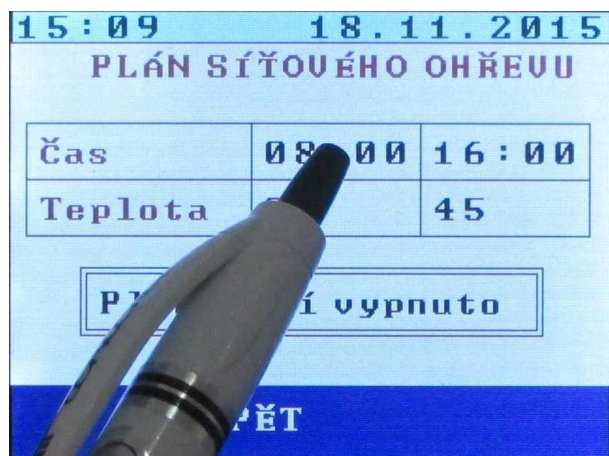 15:09 18.11.2015
PLÁN SÍŤOVÉHO OHŘEVU
Čas 08:00 16:00
Teplota 45
vypnuto